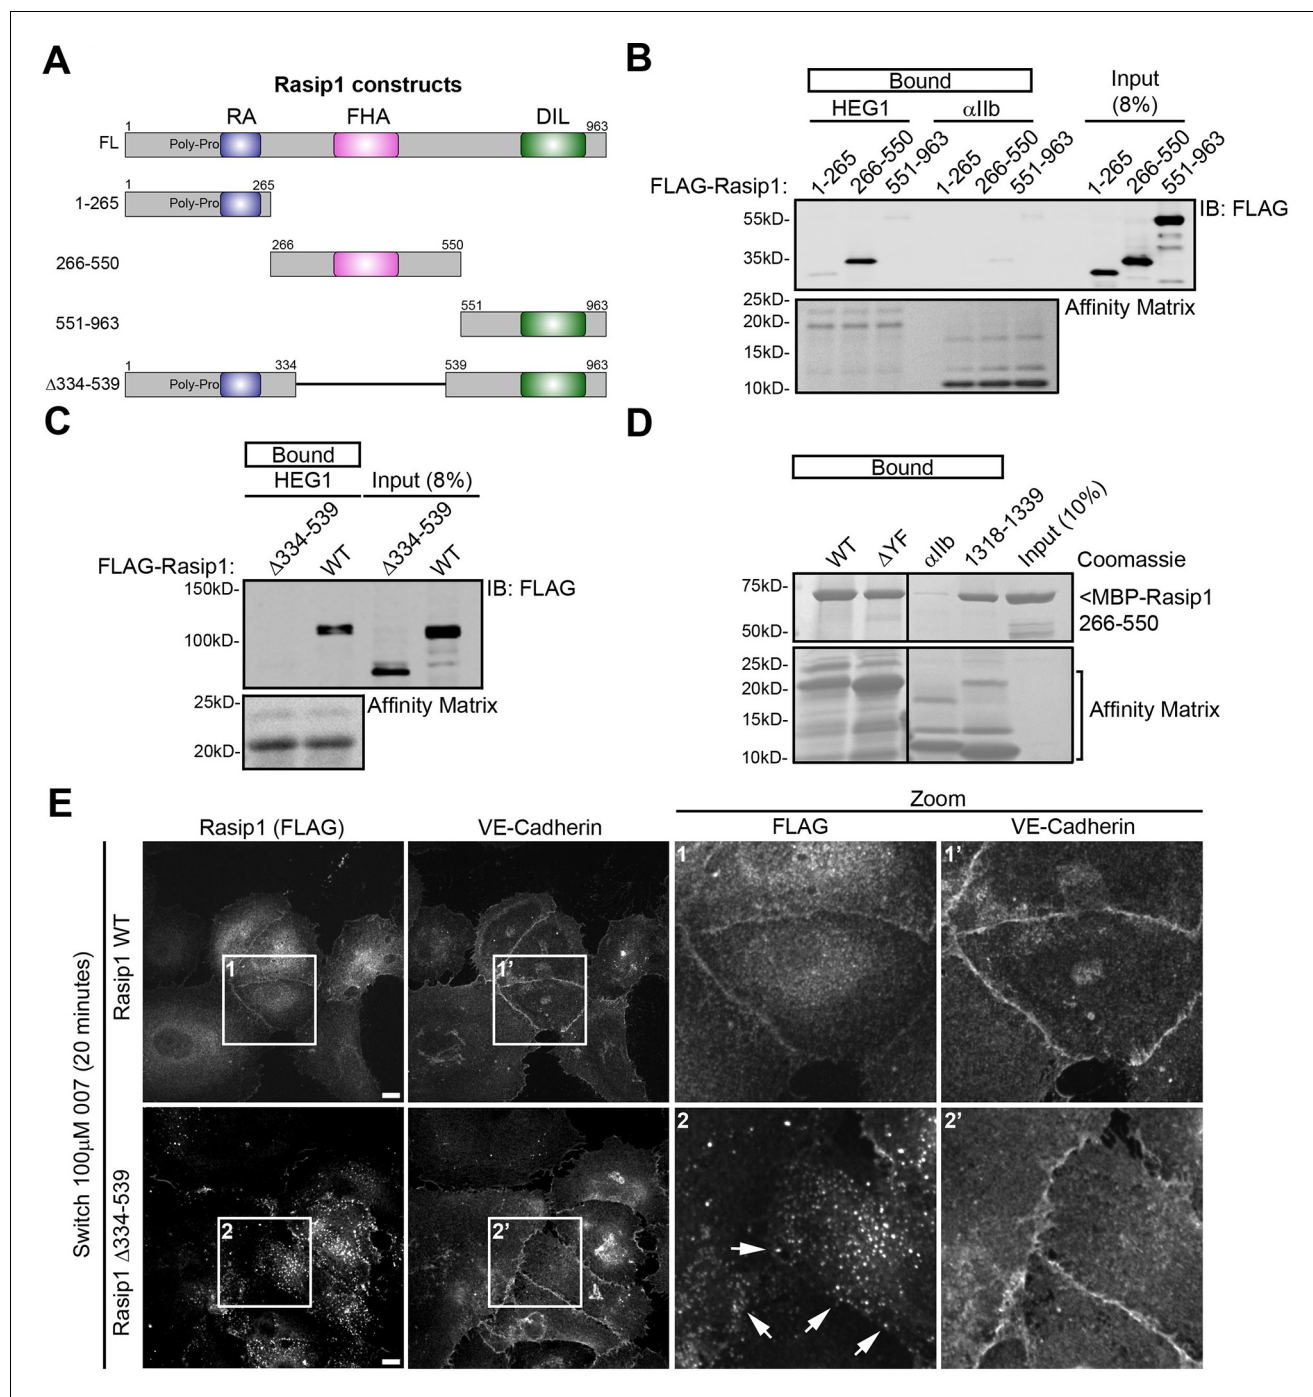 A
Rasip1 constructs
RA FHA DIL
1 963
FL Poly-Pro
1 265
1-265 Poly-Pro
266 550
266-550
551 963
551-963
1 334 539 963
Δ334-539 Poly-Pro
B
Bound Input
HEG1 αIIb (8%)
FLAG-Rasip1: 1-265 266-550 551-963 1-265 266-550 551-963 1-265 266-550 551-963
IB: FLAG
55kD-
35kD-
25kD- Affinity Matrix
20kD-
15kD-
10kD-
C
Bound
HEG1 Input (8%)
FLAG-Rasip1: Δ334-539 WT Δ334-539 WT
150kD- IB: FLAG
100kD-
25kD- Affinity Matrix
20kD-
D
Bound
WT ΔYF αIIb 1318-1339 Input (10%) Coomassie
75kD- <MBP-Rasip1
50kD- 266-550
25kD-
20kD- Affinity Matrix
15kD-
10kD-
E
Zoom
Rasip1 (FLAG) VE-Cadherin FLAG VE-Cadherin
Switch 100µM 007 (20 minutes)
Rasip1 WT
1 1’ 1 1’
Rasip1 Δ334-539
2 2’ 2 2’